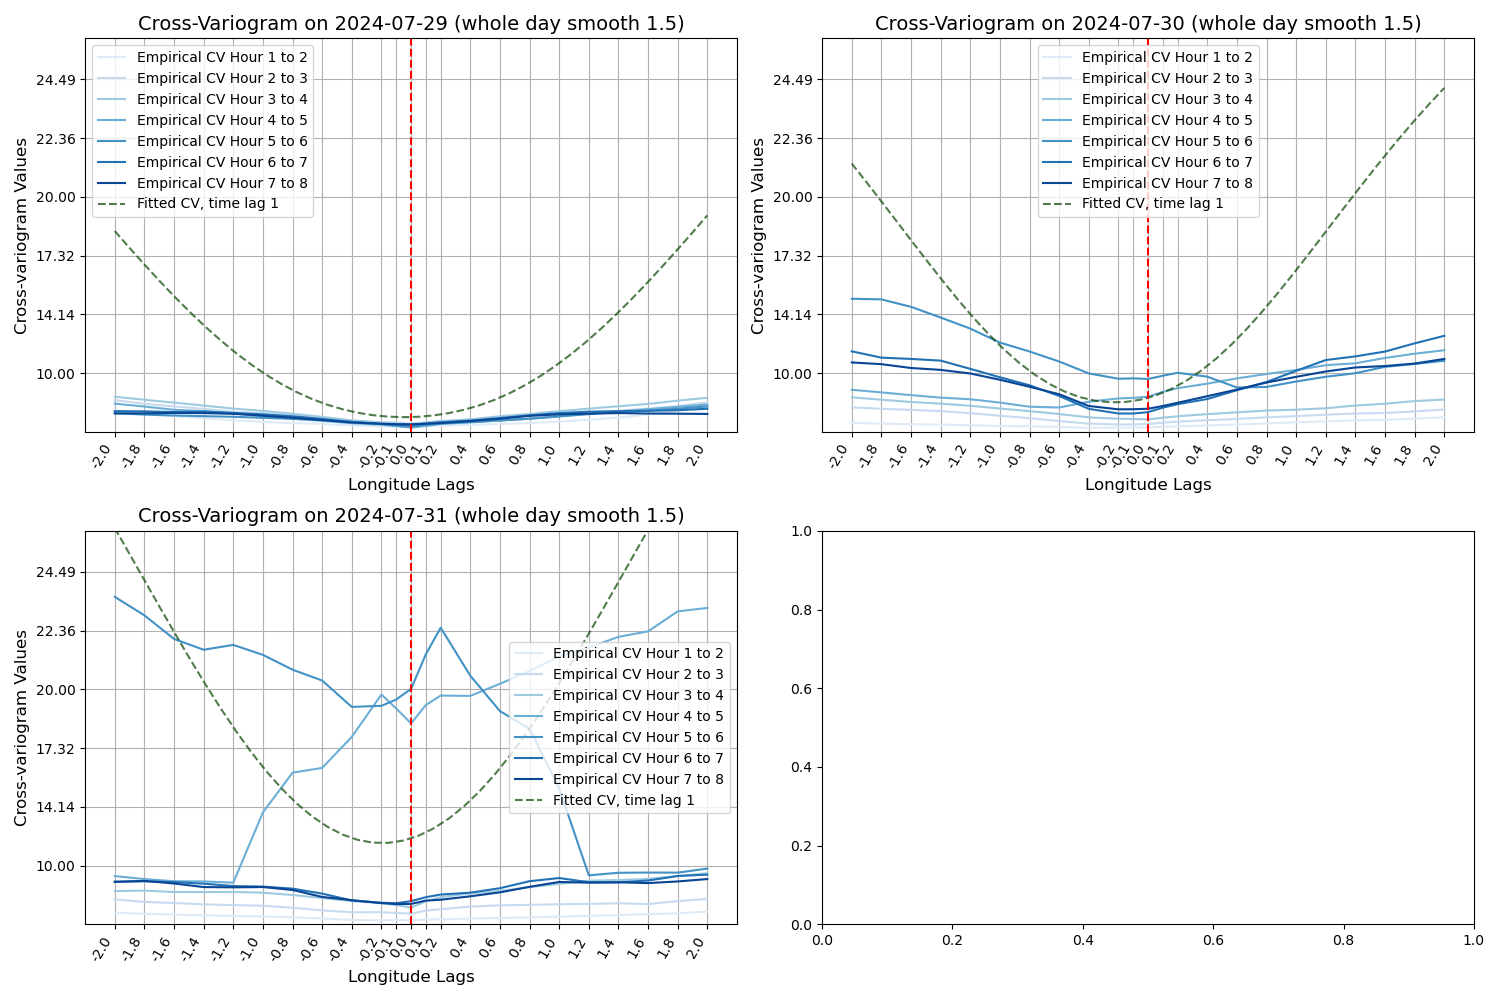 Cross-Variogram on 2024-07-29 (whole day smooth 1.5)
Cross-variogram Values
24.49
22.36
20.00
17.32
14.14
10.00
Empirical CV Hour 1 to 2
Empirical CV Hour 2 to 3
Empirical CV Hour 3 to 4
Empirical CV Hour 4 to 5
Empirical CV Hour 5 to 6
Empirical CV Hour 6 to 7
Empirical CV Hour 7 to 8
Fitted CV, time lag 1
-2.0 -1.8 -1.6 -1.4 -1.2 -1.0 -0.8 -0.6 -0.4 -0.2 -0.1 0.0 0.1 0.2 0.4 0.6 0.8 1.0 1.2 1.4 1.6 1.8 2.0
Longitude Lags
Cross-Variogram on 2024-07-30 (whole day smooth 1.5)
Cross-variogram Values
24.49
22.36
20.00
17.32
14.14
10.00
Empirical CV Hour 1 to 2
Empirical CV Hour 2 to 3
Empirical CV Hour 3 to 4
Empirical CV Hour 4 to 5
Empirical CV Hour 5 to 6
Empirical CV Hour 6 to 7
Empirical CV Hour 7 to 8
Fitted CV, time lag 1
-2.0 -1.8 -1.6 -1.4 -1.2 -1.0 -0.8 -0.6 -0.4 -0.2 -0.1 0.0 0.1 0.2 0.4 0.6 0.8 1.0 1.2 1.4 1.6 1.8 2.0
Longitude Lags
Cross-Variogram on 2024-07-31 (whole day smooth 1.5)
Cross-variogram Values
24.49
22.36
20.00
17.32
14.14
10.00
Empirical CV Hour 1 to 2
Empirical CV Hour 2 to 3
Empirical CV Hour 3 to 4
Empirical CV Hour 4 to 5
Empirical CV Hour 5 to 6
Empirical CV Hour 6 to 7
Empirical CV Hour 7 to 8
Fitted CV, time lag 1
-2.0 -1.8 -1.6 -1.4 -1.2 -1.0 -0.8 -0.6 -0.4 -0.2 -0.1 0.0 0.1 0.2 0.4 0.6 0.8 1.0 1.2 1.4 1.6 1.8 2.0
Longitude Lags
1.0
0.8
0.6
0.4
0.2
0.0
0.0 0.2 0.4 0.6 0.8 1.0